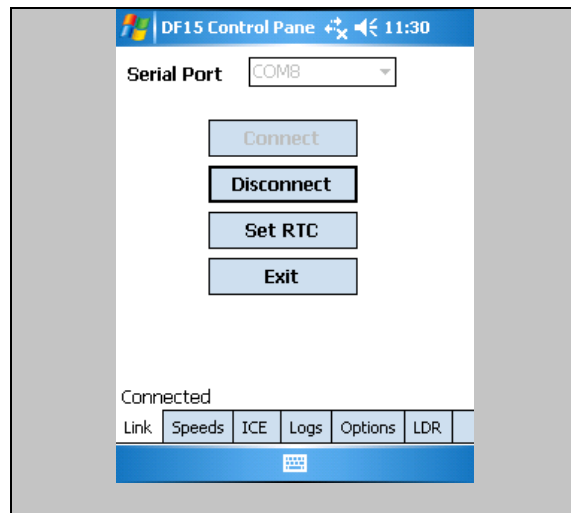 DF15 Control Pane 11:30
Serial Port COM8
Connect
Disconnect
Set RTC
Exit
Connected
Link Speeds ICE Logs Options LDR